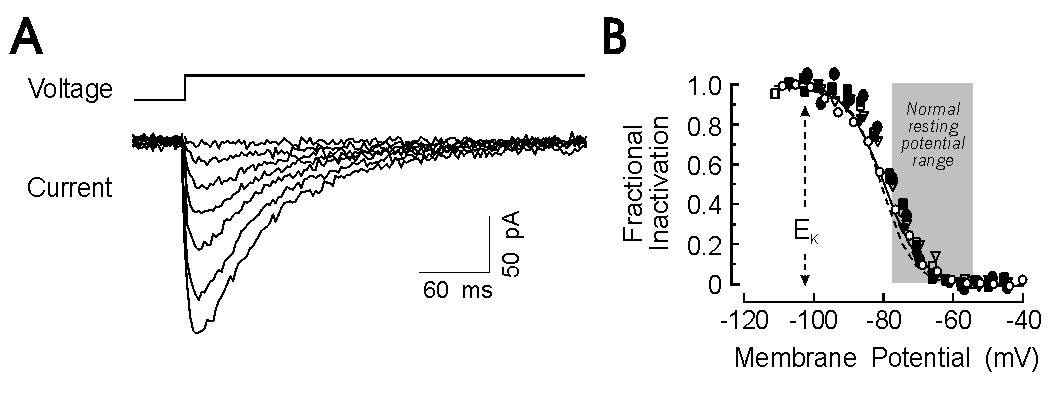 A
Voltage
Current
50 pA
60 ms
B
Fractional
Inactivation
1.0
0.8
0.6
0.4
0.2
0
Normal
resting
potential
range
EK
-120 -100 -80 -60 -40
Membrane Potential (mV)